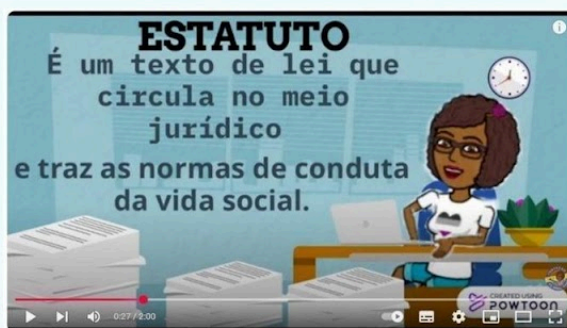 ESTATUTO
É um texto de lei que
circula no meio
jurídico
e traz as normas de conduta
da vida social.
0:27 / 2:00
CREATED USING
POWTOON